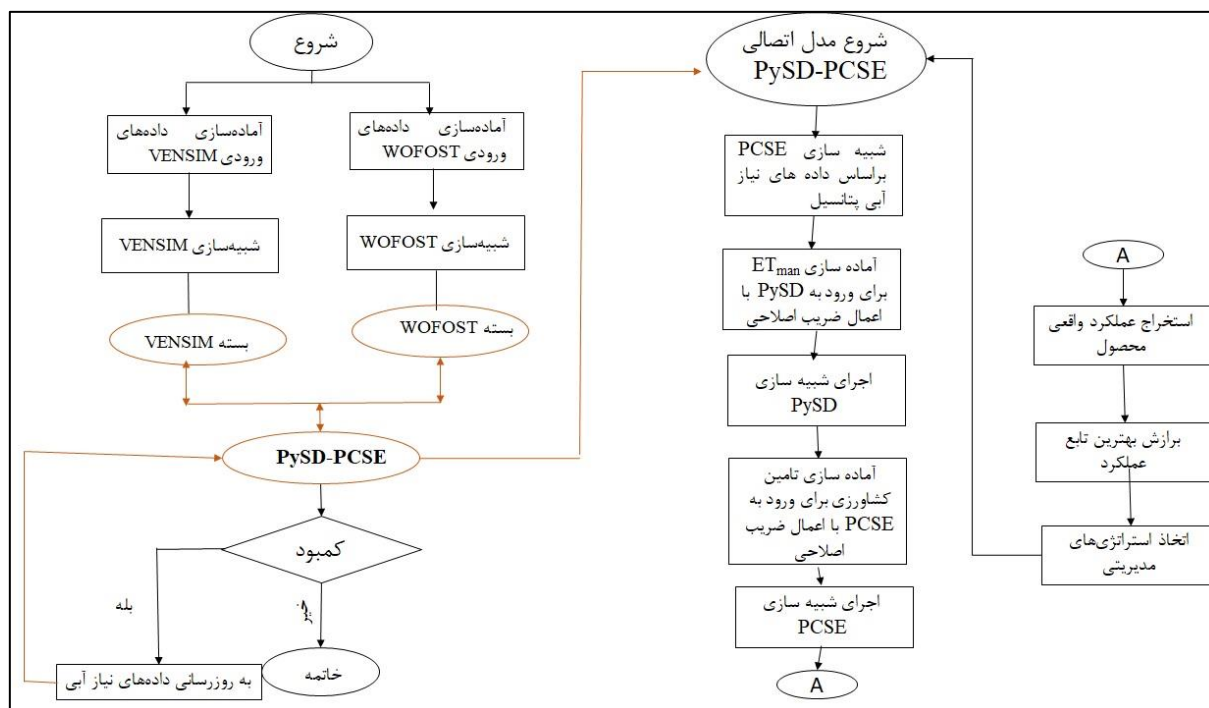 شروع
آماده‌سازی داده‌های
ورودی VENSIM
آماده‌سازی داده‌های
ورودی WOFOST
شبیه‌سازی VENSIM
شبیه‌سازی WOFOST
بسته VENSIM
بسته WOFOST
PySD-PCSE
کمبود
بله
خیر
به روزرسانی داده‌های نیاز آبی
خاتمه
شروع مدل اتصالی
PySD-PCSE
شبیه سازی PCSE
براساس داده های نیاز
آبی پتانسیل
آماده سازی ETman
برای ورود به PySD با
اعمال ضریب اصلاحی
اجرای شبیه سازی
PySD
آماده سازی تامین
کشاورزی برای ورود به
PCSE با اعمال ضریب
اصلاحی
اجرای شبیه سازی
PCSE
A
A
استخراج عملکرد واقعی
محصول
برازش بهترین تابع
عملکرد
اتخاذ استراتژی‌های
مدیریتی